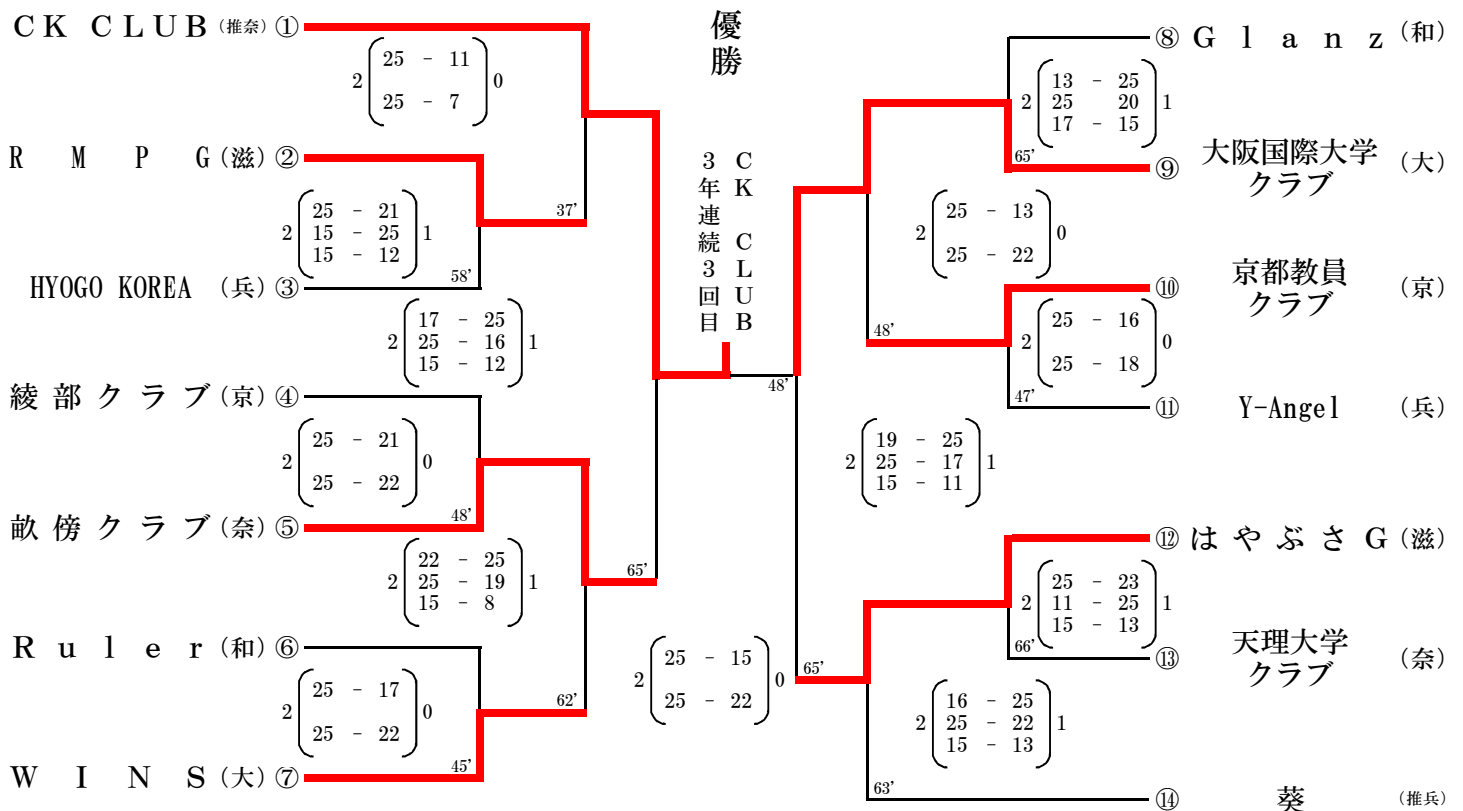 CK CLUB (推奈) ①
2 25 - 11 0
25 - 7
RMPG (滋) ②
37'
2 25 - 21 1
15 - 25
15 - 12
58'
HYOGO KOREA (兵) ③
2 17 - 25 1
25 - 16
15 - 12
綾部クラブ (京) ④
2 25 - 21 0
25 - 22
48'
畝傍クラブ (奈) ⑤
2 22 - 25 1
25 - 19
15 - 8
65'
Ruler (和) ⑥
2 25 - 17 0
25 - 22
62'
45'
WINS (大) ⑦
優勝
CK CLUB
3年連続3回目
48'
2 25 - 15 0
25 - 22
⑧ Glanz (和)
2 13 - 25 1
25 20
17 - 15
65'
⑨ 大阪国際大学
クラブ (大)
2 25 - 13 0
25 - 22
⑩ 京都教員
クラブ (京)
48'
2 25 - 16 0
25 - 18
47'
⑪ Y-Angel (兵)
2 19 - 25 1
25 - 17
15 - 11
⑫ はやぶさG (滋)
2 25 - 23 1
11 - 25
15 - 13
66'
⑬ 天理大学
クラブ (奈)
65'
2 16 - 25 1
25 - 22
15 - 13
63'
⑭ 葵 (推兵)